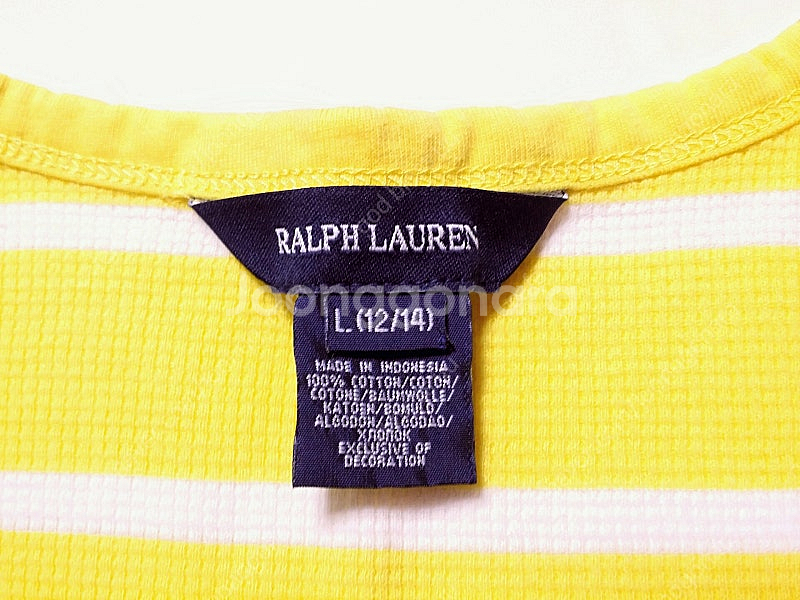 RALPH LAUREN
Joonggonara
L (12/14)
MADE IN INDONESIA
100% COTTON/COTON/
COTONE/BAUMWOLLE/
KATOEN/BOMULD/
ALGODON/ALGODAO/
ХЛОПОК
EXCLUSIVE OF
DECORATION